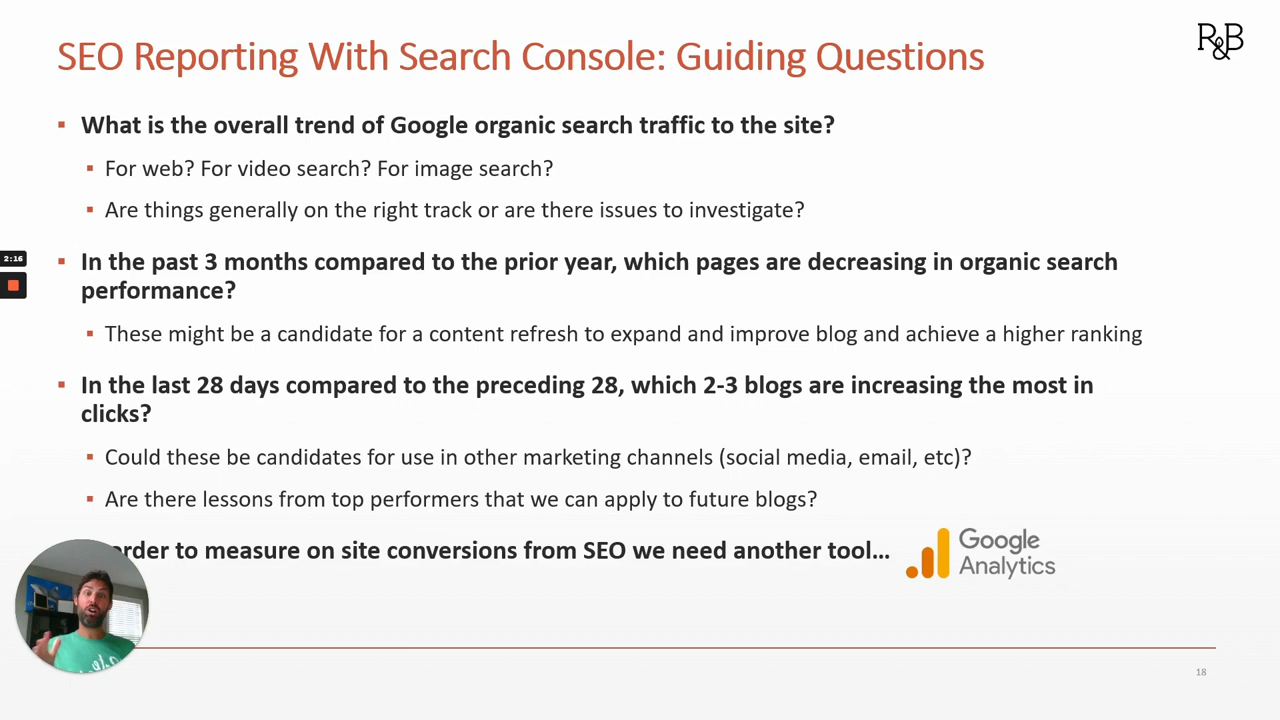 R&B
SEO Reporting With Search Console: Guiding Questions
What is the overall trend of Google organic search traffic to the site?
For web? For video search? For image search?
Are things generally on the right track or are there issues to investigate?
2:16
In the past 3 months compared to the prior year, which pages are decreasing in organic search
performance?
These might be a candidate for a content refresh to expand and improve blog and achieve a higher ranking
In the last 28 days compared to the preceding 28, which 2-3 blogs are increasing the most in
clicks?
Could these be candidates for use in other marketing channels (social media, email, etc)?
Are there lessons from top performers that we can apply to future blogs?
order to measure on site conversions from SEO we need another tool...
Google
Analytics
18